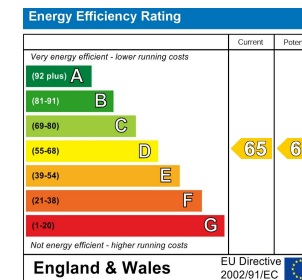 Energy Efficiency Rating
Current
Very energy efficient - lower running costs
(92 plus) A
(81-91) B
(69-80) C
(55-68) D 65
(39-54) E
(21-38) F
(1-20) G
Not energy efficient - higher running costs
England & Wales
EU Directive
2002/91/EC